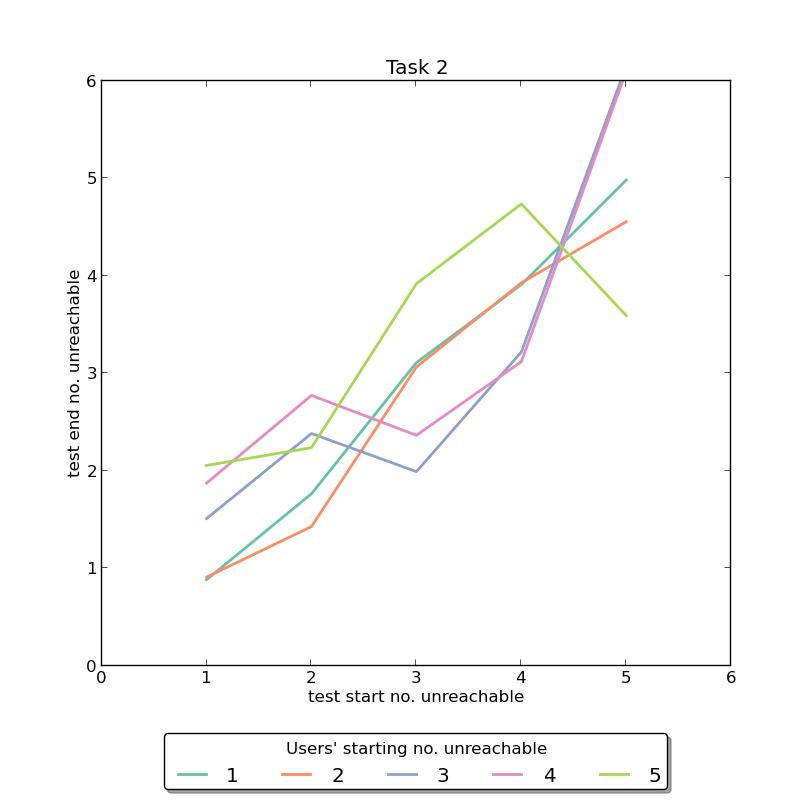 Task 2
6
5
4
3
2
1
0
test end no. unreachable
0 1 2 3 4 5 6
test start no. unreachable
Users' starting no. unreachable
1 2 3 4 5